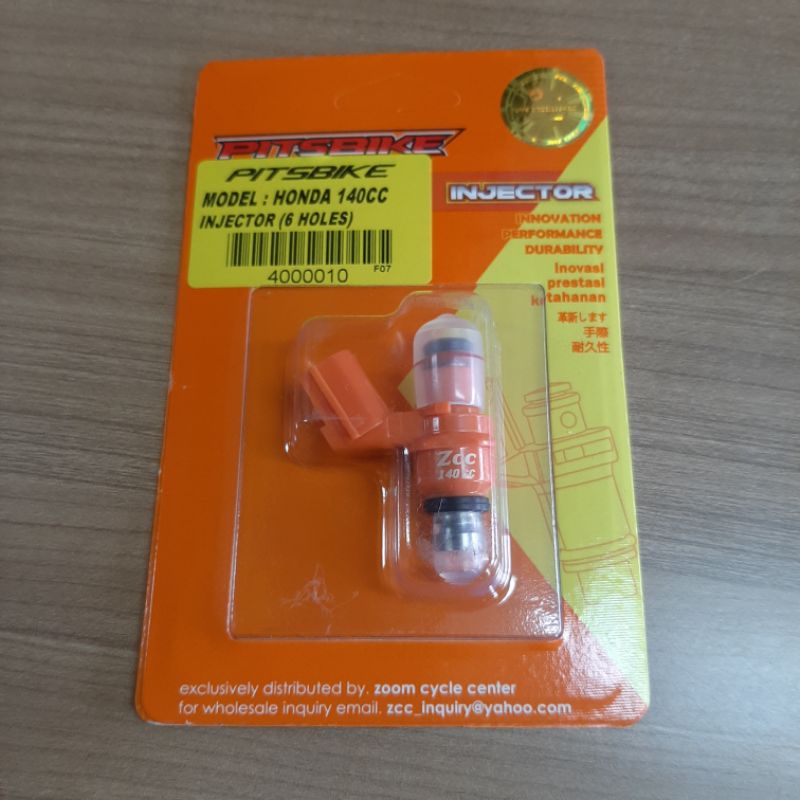 PITSBIKE
PITSBIKE
MODEL : HONDA 140CC
INJECTOR (6 HOLES)
4000010
F07
INJECTOR
INNOVATION
PERFORMANCE
DURABILITY
inovasi
prestasi
ketahanan
革新します
手際
耐久性
Zcc
140CC
exclusively distributed by. zoom cycle center
for wholesale inquiry email. zcc_inquiry@yahoo.com